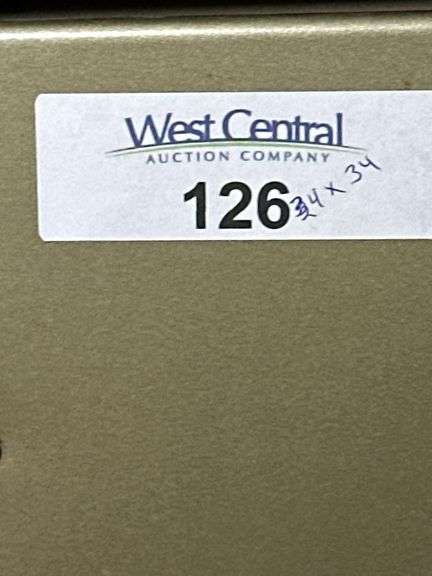 West Central
AUCTION COMPANY
126 34 x 34